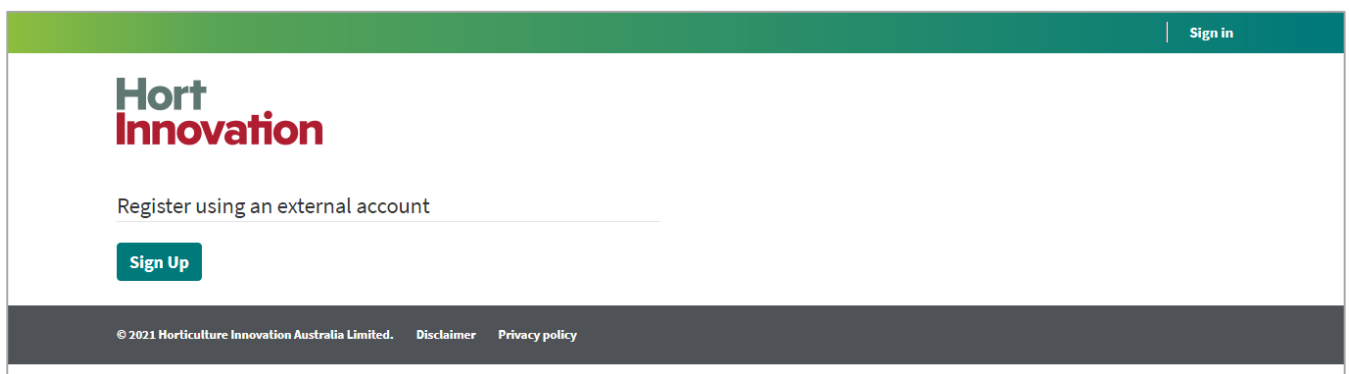 Sign in
Hort
Innovation
Register using an external account
Sign Up
© 2021 Horticulture Innovation Australia Limited. Disclaimer Privacy policy